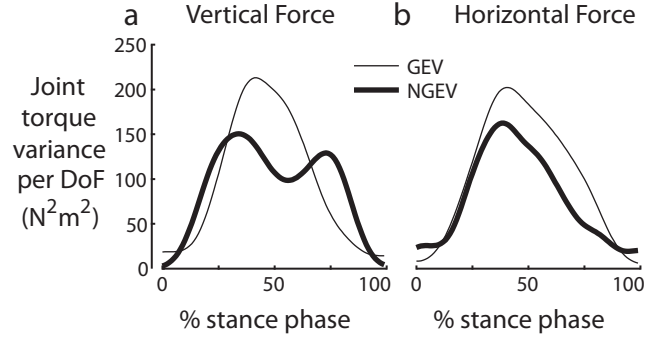 a Vertical Force
b Horizontal Force
Joint
torque
variance
per DoF
(N²m²)
250
200
150
100
50
0
GEV
NGEV
0 50 100
0 50 100
% stance phase
% stance phase